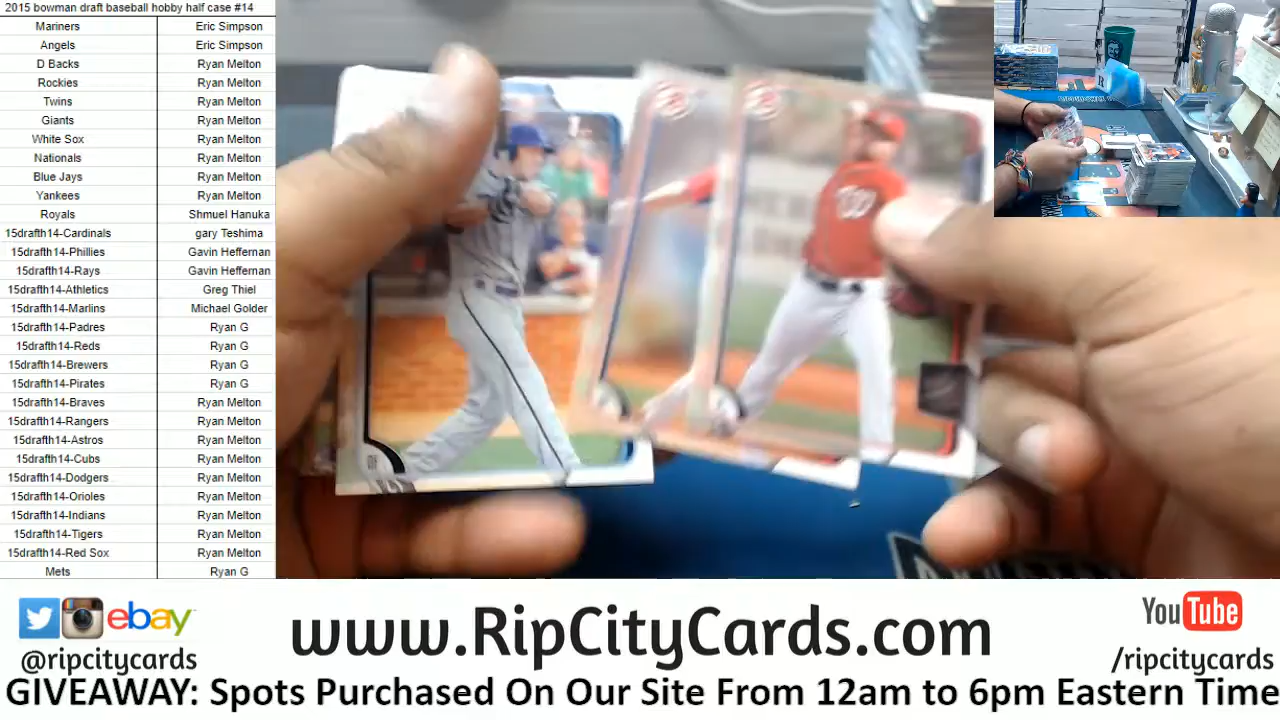 2015 bowman draft baseball hobby half case #14
Mariners Eric Simpson
Angels Eric Simpson
D Backs Ryan Melton
Rockies Ryan Melton
Twins Ryan Melton
Giants Ryan Melton
White Sox Ryan Melton
Nationals Ryan Melton
Blue Jays Ryan Melton
Yankees Ryan Melton
Royals Shmuel Hanuka
15drafth14-Cardinals gary Teshima
15drafth14-Phillies Gavin Heffernan
15drafth14-Rays Gavin Heffernan
15drafth14-Athletics Greg Thiel
15drafth14-Marlins Michael Golder
15drafth14-Padres Ryan G
15drafth14-Reds Ryan G
15drafth14-Brewers Ryan G
15drafth14-Pirates Ryan G
15drafth14-Braves Ryan Melton
15drafth14-Rangers Ryan Melton
15drafth14-Astros Ryan Melton
15drafth14-Cubs Ryan Melton
15drafth14-Dodgers Ryan Melton
15drafth14-Orioles Ryan Melton
15drafth14-Indians Ryan Melton
15drafth14-Tigers Ryan Melton
15drafth14-Red Sox Ryan Melton
Mets Ryan G
W
ebay
@ripcitycards
www.RipCityCards.com
YouTube
/ripcitycards
GIVEAWAY: Spots Purchased On Our Site From 12am to 6pm Eastern Time